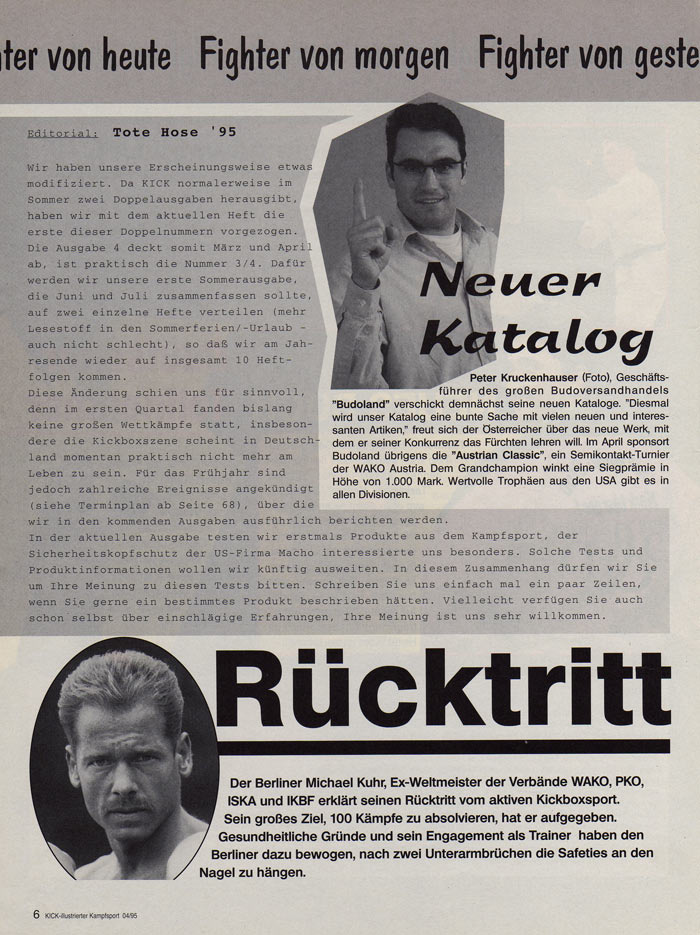 ter von heute Fighter von morgen Fighter von geste
Editorial: Tote Hose '95
Wir haben unsere Erscheinungsweise etwas
modifiziert. Da KICK normalerweise im
Sommer zwei Doppelausgaben herausgibt,
haben wir mit dem aktuellen Heft die
erste dieser Doppelnummern vorgezogen.
Die Ausgabe 4 deckt somit März und April
ab, ist praktisch die Nummer 3/4. Dafür
werden wir unsere erste Sommerausgabe,
die Juni und Juli zusammenfassen sollte,
auf zwei einzelne Hefte verteilen (mehr
Lesestoff in den Sommerferien/-Urlaub -
auch nicht schlecht), so daß wir am Jah-
resende wieder auf insgesamt 10 Heft-
folgen kommen.
Diese Änderung schien uns für sinnvoll,
denn im ersten Quartal fanden bislang
keine großen Wettkämpfe statt, insbeson-
dere die Kickboxszene scheint in Deutsch-
land momentan praktisch nicht mehr am
Leben zu sein. Für das Frühjahr sind
jedoch zahlreiche Ereignisse angekündigt
(siehe Terminplan ab Seite 68), über die
wir in den kommenden Ausgaben ausführlich berichten werden.
In der aktuellen Ausgabe testen wir erstmals Produkte aus dem Kampfsport, der
Sicherheitskopfschutz der US-Firma Macho interessierte uns besonders. Solche Tests und
Produktinformationen wollen wir künftig ausweiten. In diesem Zusammenhang dürfen wir Sie
um Ihre Meinung zu diesen Tests bitten. Schreiben Sie uns einfach mal ein paar Zeilen,
wenn Sie gerne ein bestimmtes Produkt beschrieben hätten. Vielleicht verfügen Sie auch
schon selbst über einschlägige Erfahrungen, Ihre Meinung ist uns sehr willkommen.
Neuer
Katalog
Peter Kruckenhauser (Foto), Geschäfts-
führer des großen Budoversandhandels
"Budoland" verschickt demnächst seine neuen Kataloge. "Diesmal
wird unser Katalog eine bunte Sache mit vielen neuen und interes-
santen Artiken," freut sich der Österreicher über das neue Werk, mit
dem er seiner Konkurrenz das Fürchten lehren will. Im April sponsort
Budoland übrigens die "Austrian Classic", ein Semikontakt-Turnier
der WAKO Austria. Dem Grandchampion winkt eine Siegprämie in
Höhe von 1.000 Mark. Wertvolle Trophäen aus den USA gibt es in
allen Divisionen.
Rücktritt
Der Berliner Michael Kuhr, Ex-Weltmeister der Verbände WAKO, PKO,
ISKA und IKBF erklärt seinen Rücktritt vom aktiven Kickboxsport.
Sein großes Ziel, 100 Kämpfe zu absolvieren, hat er aufgegeben.
Gesundheitliche Gründe und sein Engagement als Trainer haben den
Berliner dazu bewogen, nach zwei Unterarmbrüchen die Safeties an den
Nagel zu hängen.
6 KICK-illustrierter Kampfsport 04/95